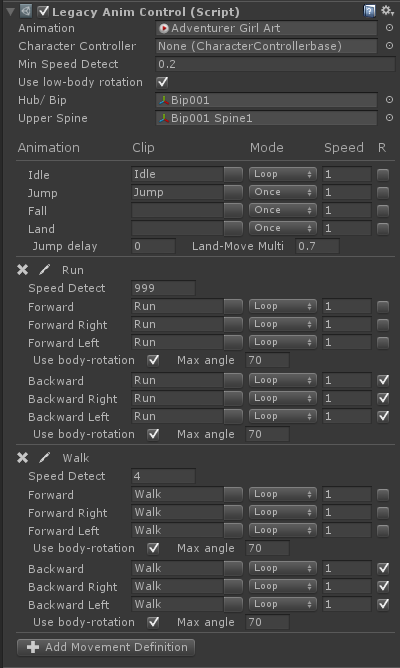 Legacy Anim Control (Script)
Animation Adventurer Girl Art
Character Controller None (CharacterControllerbase)
Min Speed Detect 0.2
Use low-body rotation
Hub/ Bip Bip001
Upper Spine Bip001 Spine1
Animation Clip Mode Speed R
Idle Idle Loop 1
Jump Jump Once 1
Fall Once 1
Land Once 1
Jump delay 0 Land-Move Multi 0.7
Run
Speed Detect 999
Forward Run Loop 1
Forward Right Run Loop 1
Forward Left Run Loop 1
Use body-rotation Max angle 70
Backward Run Loop 1
Backward Right Run Loop 1
Backward Left Run Loop 1
Use body-rotation Max angle 70
Walk
Speed Detect 4
Forward Walk Loop 1
Forward Right Walk Loop 1
Forward Left Walk Loop 1
Use body-rotation Max angle 70
Backward Walk Loop 1
Backward Right Walk Loop 1
Backward Left Walk Loop 1
Use body-rotation Max angle 70
Add Movement Definition